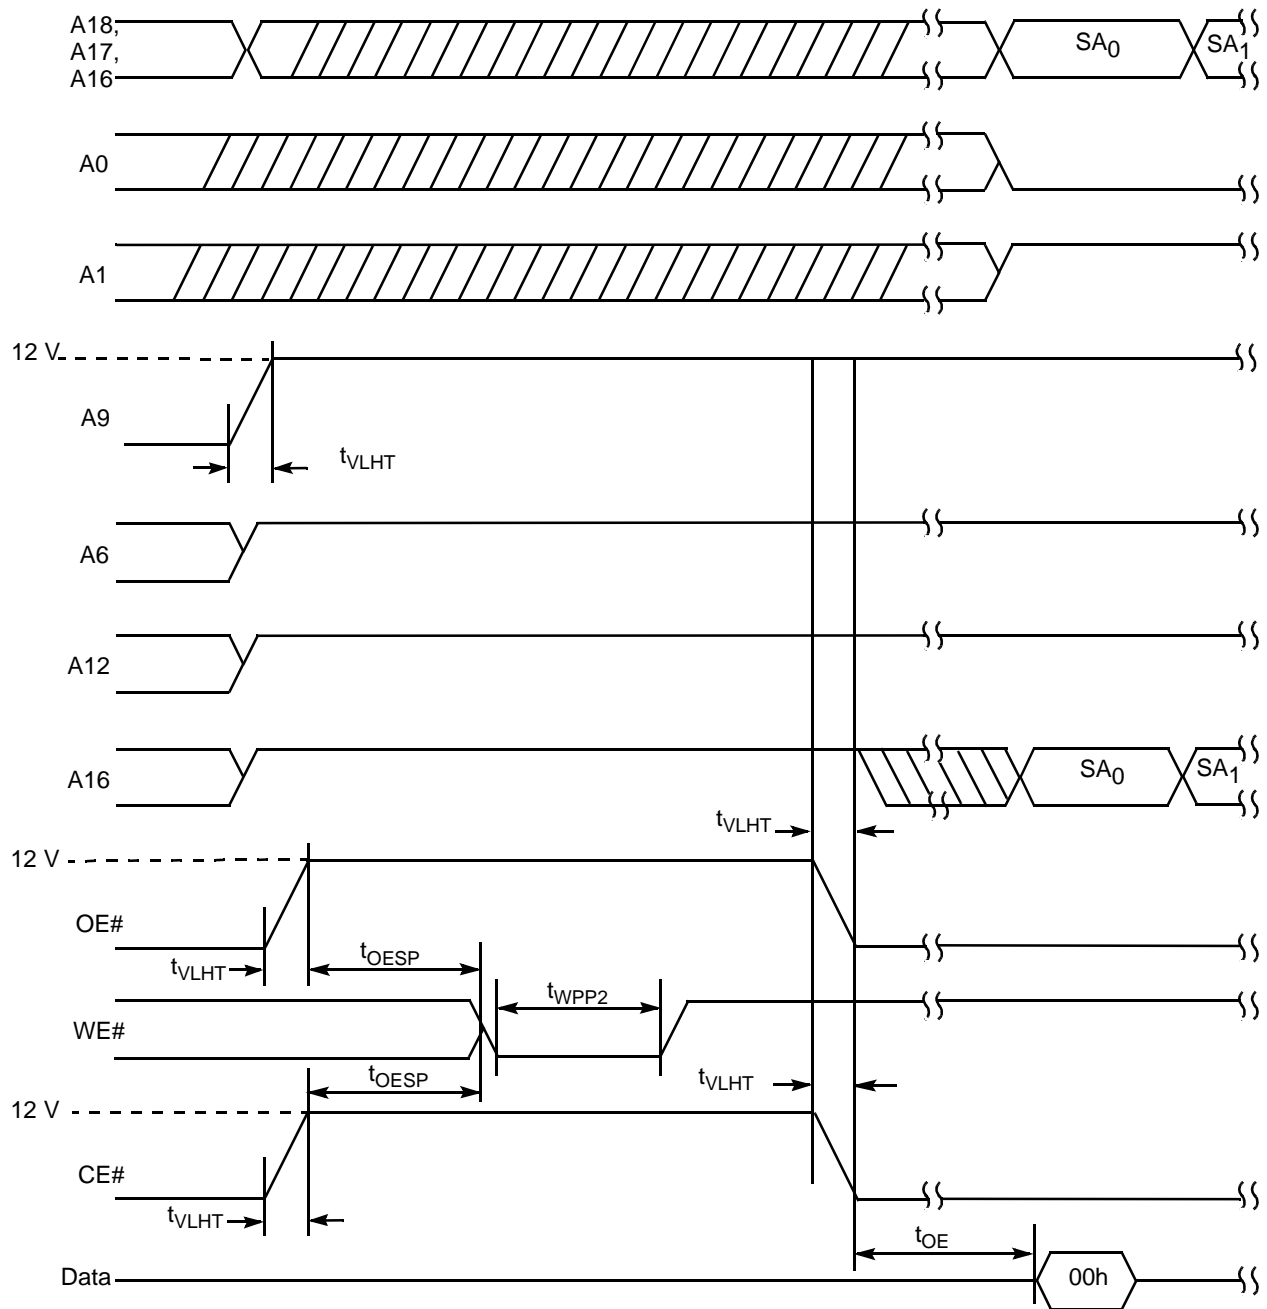 A18,
A17,
A16
SA0
SA1
A0
A1
12 V
A9
tVLHT
A6
A12
A16
SA0
SA1
tVLHT
12 V
OE#
tVLHT
tOESP
tWPP2
WE#
tOESP
tVLHT
12 V
CE#
tVLHT
tOE
Data
00h